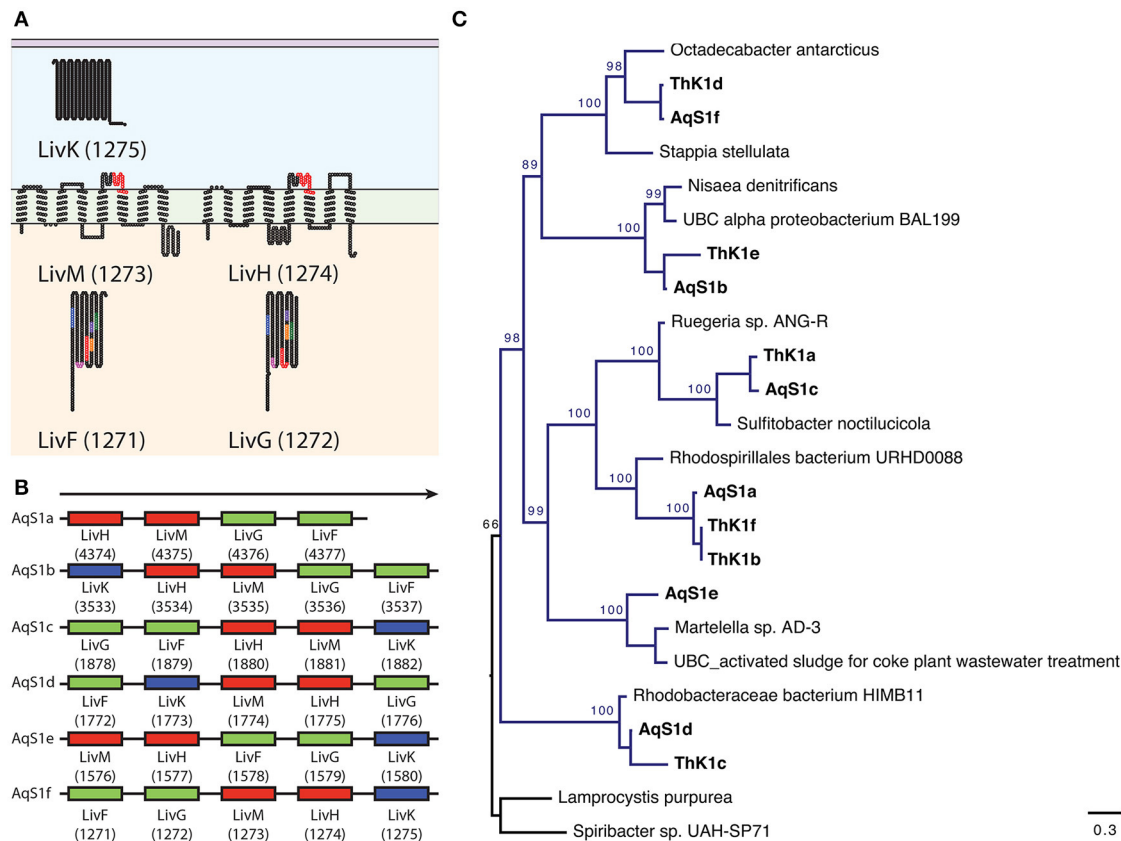 A
LivK (1275)
LivM (1273) LivH (1274)
LivF (1271) LivG (1272)
B
AqS1a
LivH LivM LivG LivF
(4374) (4375) (4376) (4377)
AqS1b
LivK LivH LivM LivG LivF
(3533) (3534) (3535) (3536) (3537)
AqS1c
LivG LivF LivH LivM LivK
(1878) (1879) (1880) (1881) (1882)
AqS1d
LivF LivK LivM LivH LivG
(1772) (1773) (1774) (1775) (1776)
AqS1e
LivM LivH LivF LivG LivK
(1576) (1577) (1578) (1579) (1580)
AqS1f
LivF LivG LivM LivH LivK
(1271) (1272) (1273) (1274) (1275)
C
Octadecabacter antarcticus
98
ThK1d
100
AqS1f
Stappia stellulata
89
Nisaea denitrificans
99
UBC alpha proteobacterium BAL199
100
ThK1e
AqS1b
Ruegeria sp. ANG-R
98
100
ThK1a
100
AqS1c
100
Sulfitobacter noctilucicola
Rhodospirillales bacterium URHD0088
100
AqS1a
66
99
100
ThK1f
ThK1b
AqS1e
100
Martelella sp. AD-3
UBC_activated sludge for coke plant wastewater treatment
Rhodobacteraceae bacterium HIMB11
100
AqS1d
ThK1c
Lamprocystis purpurea
Spiribacter sp. UAH-SP71
0.3